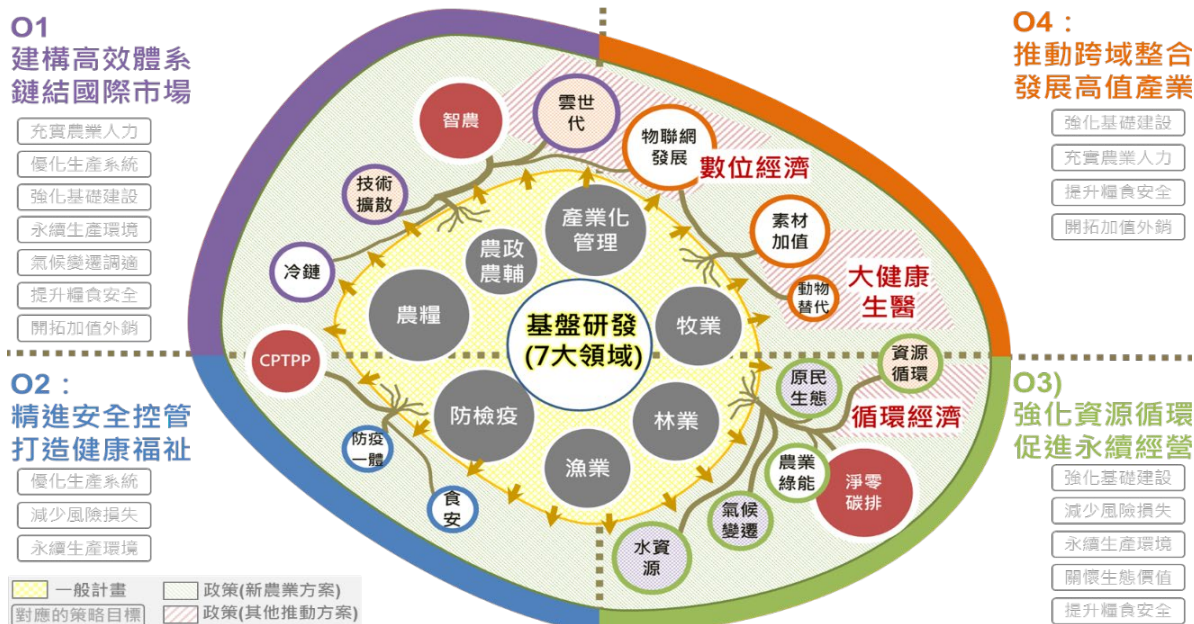 O1
建構高效體系
鏈結國際市場
充實農業人力
優化生產系統
強化基礎建設
永續生產環境
氣候變遷調適
提升糧食安全
開拓加值外銷
O4：
推動跨域整合
發展高值產業
強化基礎建設
充實農業人力
提升糧食安全
開拓加值外銷
智農
雲世
代
物聯網
發展
數位經濟
技術
擴散
冷鏈
素材
加值
動物
替代
大健康
生醫
產業化
管理
農政
農輔
農糧
基盤研發
(7大領域)
牧業
防檢疫
漁業
林業
O2：
精進安全控管
打造健康福祉
優化生產系統
減少風險損失
永續生產環境
CPTPP
防疫
一體
食
安
O3)
強化資源循環
促進永續經營
強化基礎建設
減少風險損失
永續生產環境
關懷生態價值
提升糧食安全
資源
循環
原民
生態
循環經濟
農業
綠能
淨零
碳排
氣候
變遷
水資
源
一般計畫
政策(新農業方案)
對應的策略目標
政策(其他推動方案)